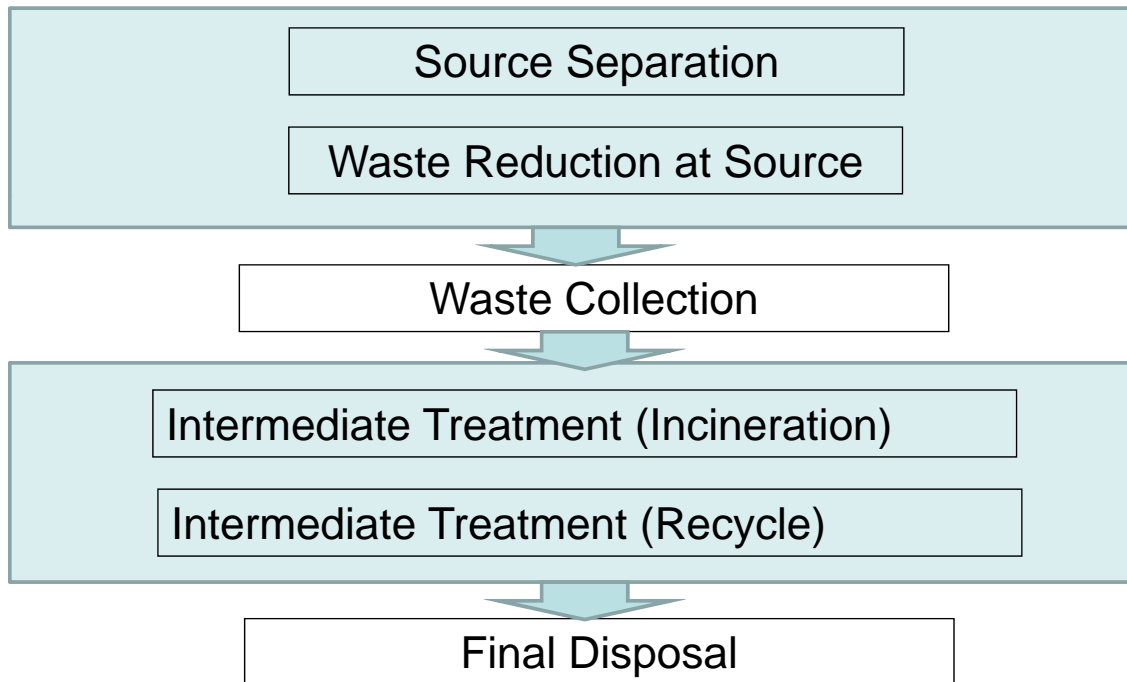 Source Separation
Waste Reduction at Source
Waste Collection
Intermediate Treatment (Incineration)
Intermediate Treatment (Recycle)
Final Disposal